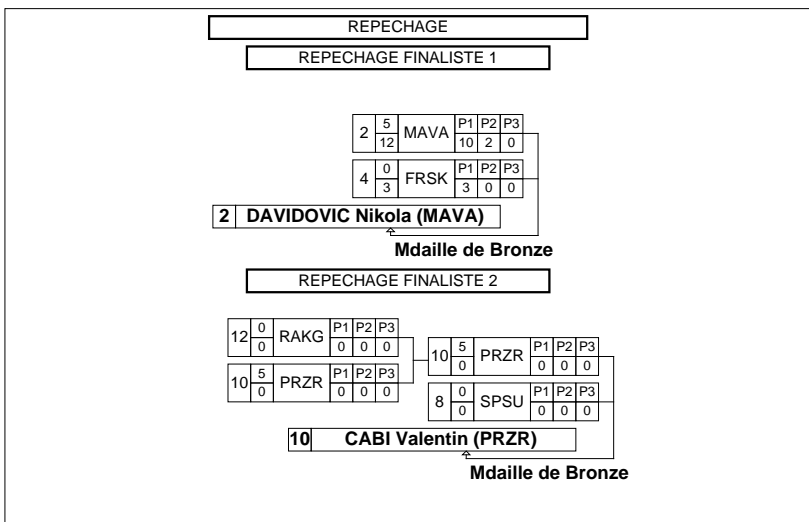 REPECHAGE
REPECHAGE FINALISTE 1
2 5 MAVA P1 P2 P3
12 10 2 0
4 0 FRSK P1 P2 P3
3 3 0 0
2 DAVIDOVIC Nikola (MAVA)
Mdaille de Bronze
REPECHAGE FINALISTE 2
12 0 RAKG P1 P2 P3
0 0 0 0
10 5 PRZR P1 P2 P3
0 0 0 0
10 5 PRZR P1 P2 P3
0 0 0 0
8 0 SPSU P1 P2 P3
0 0 0 0
10 CABI Valentin (PRZR)
Mdaille de Bronze